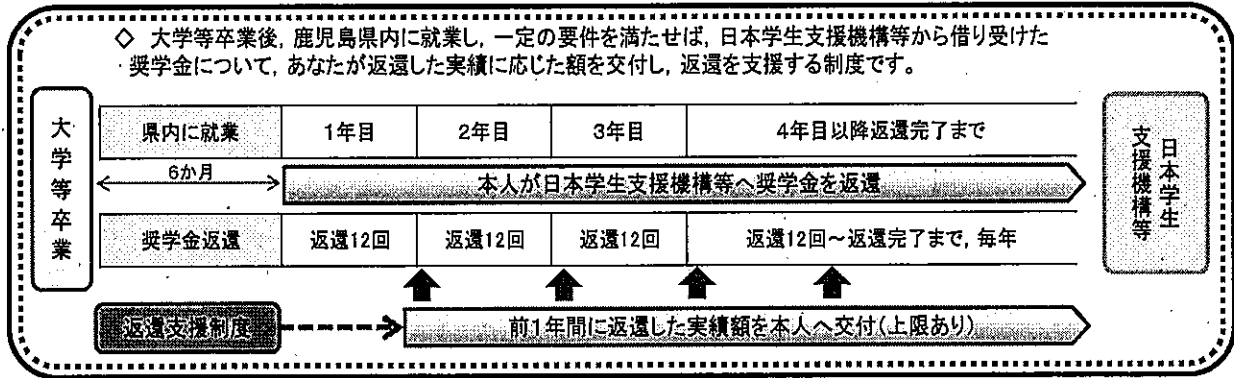 ◇ 大学等卒業後，鹿児島県内に就業し，一定の要件を満たせば，日本学生支援機構等から借り受けた
奨学金について，あなたが返還した実績に応じた額を交付し，返還を支援する制度です。
大学等卒業
県内に就業 1年目 2年目 3年目 4年目以降返還完了まで
6か月
本人が日本学生支援機構等へ奨学金を返還
奨学金返還 返還12回 返還12回 返還12回 返還12回～返還完了まで，毎年
返還支援制度 前1年間に返還した実績額を本人へ交付(上限あり)
日本学生
支援機構等